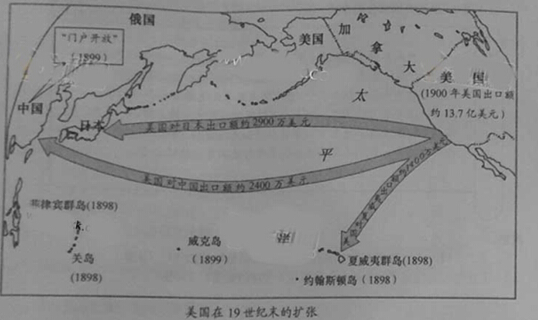 俄国
“门户开放”
(1899)
美国
加拿大
美国
(1900年美国出口额
约13.7亿美元)
中国
日本
太
平
洋
美国对日本出口额约2900万美元
美国对中国出口额约2400万美元
菲律宾群岛(1898)
关岛
(1898)
威克岛
(1899)
夏威夷群岛(1898)
约翰斯顿岛(1898)
美国在19世纪末的扩张